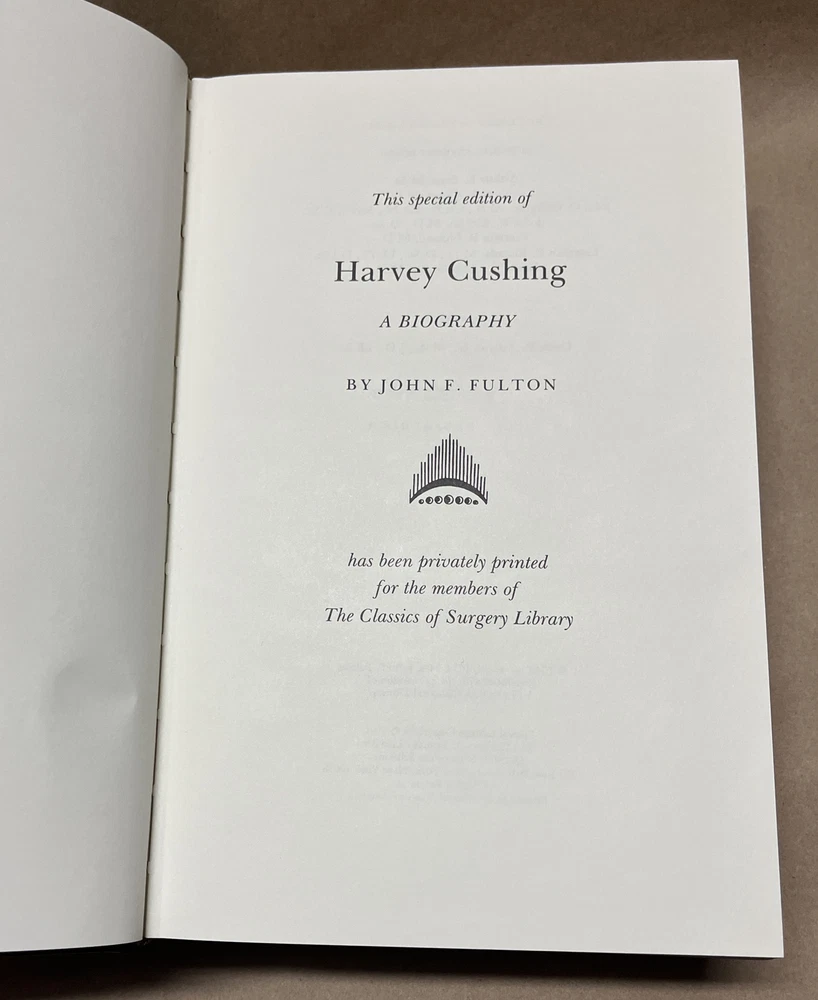 This special edition of
Harvey Cushing
A BIOGRAPHY
BY JOHN F. FULTON
has been privately printed
for the members of
The Classics of Surgery Library